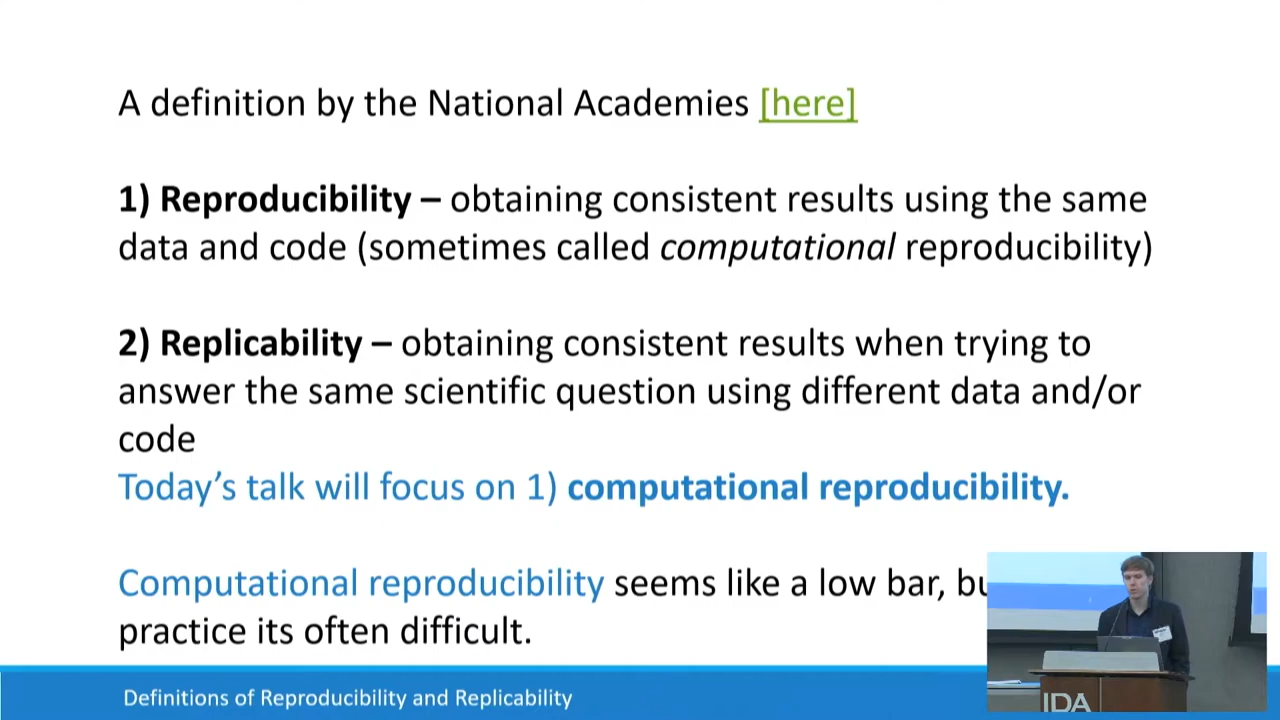 A definition by the National Academies [here]
1) Reproducibility – obtaining consistent results using the same
data and code (sometimes called computational reproducibility)
2) Replicability – obtaining consistent results when trying to
answer the same scientific question using different data and/or
code
Today's talk will focus on 1) computational reproducibility.
Computational reproducibility seems like a low bar, bu
practice its often difficult.
Definitions of Reproducibility and Replicability
IDA